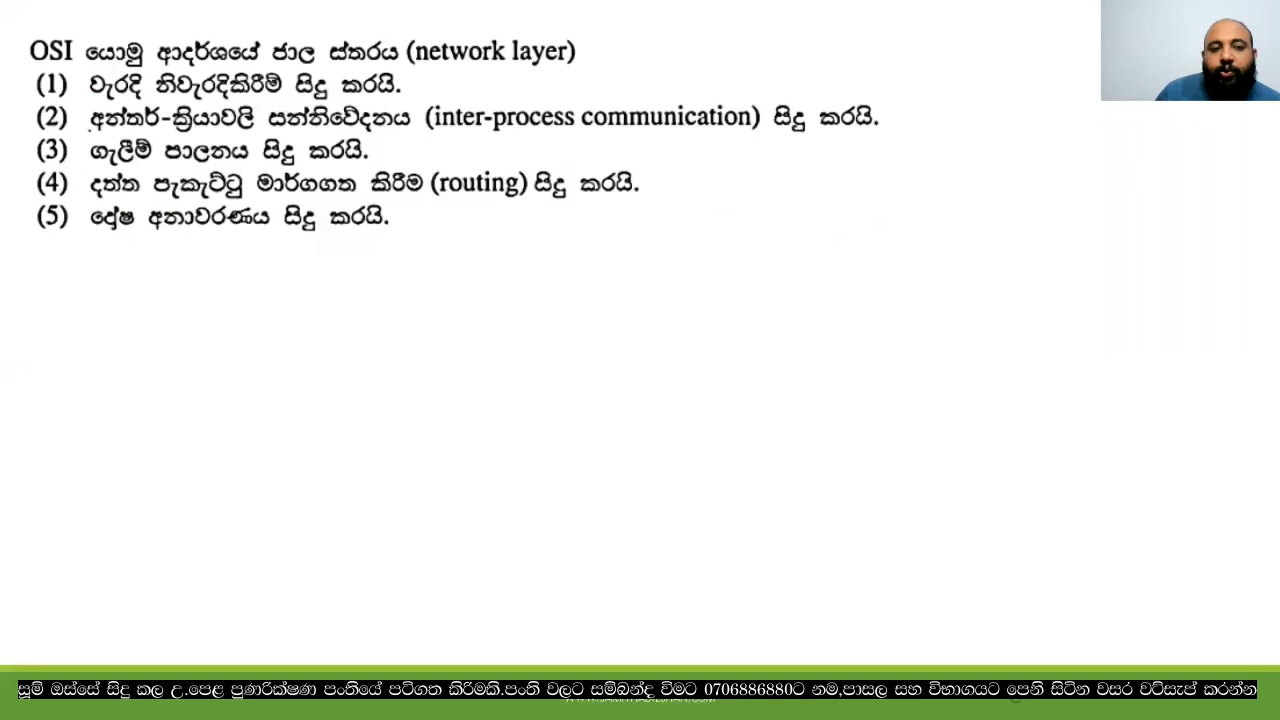 OSI යොමු ආදර්ශයේ ජාල ස්තරය (network layer)
(1) වැරදි නිවැරදිකිරීම් සිදු කරයි.
(2) අන්තර්-ක්‍රියාවලි සන්නිවේදනය (inter-process communication) සිදු කරයි.
(3) ගැලීම් පාලනය සිදු කරයි.
(4) දත්ත පැකැට්ටු මාර්ගගත කිරීම (routing) සිදු කරයි.
(5) දෝෂ අනාවරණය සිදු කරයි.
සූම් ඔස්සේ සිදු කල උ.පෙළ පුණරික්ෂණ පංතියේ පටිගත කිරිමකි.පංති වලට සම්බන්ද විමට 0706886880ට නම,පාසල සහ විභාගයට පෙනි සිටින වසර වට්සැප් කරන්න